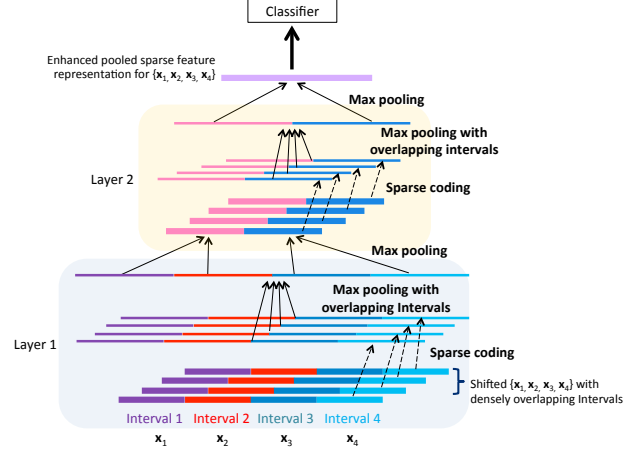 Classifier
Enhanced pooled sparse feature
representation for {x1, x2, x3, x4}
Max pooling
Max pooling with
overlapping intervals
Layer 2
Sparse coding
Max pooling
Max pooling with
overlapping Intervals
Layer 1
Sparse coding
Shifted {x1, x2, x3, x4} with
densely overlapping Intervals
Interval 1 Interval 2 Interval 3 Interval 4
x1 x2 x3 x4